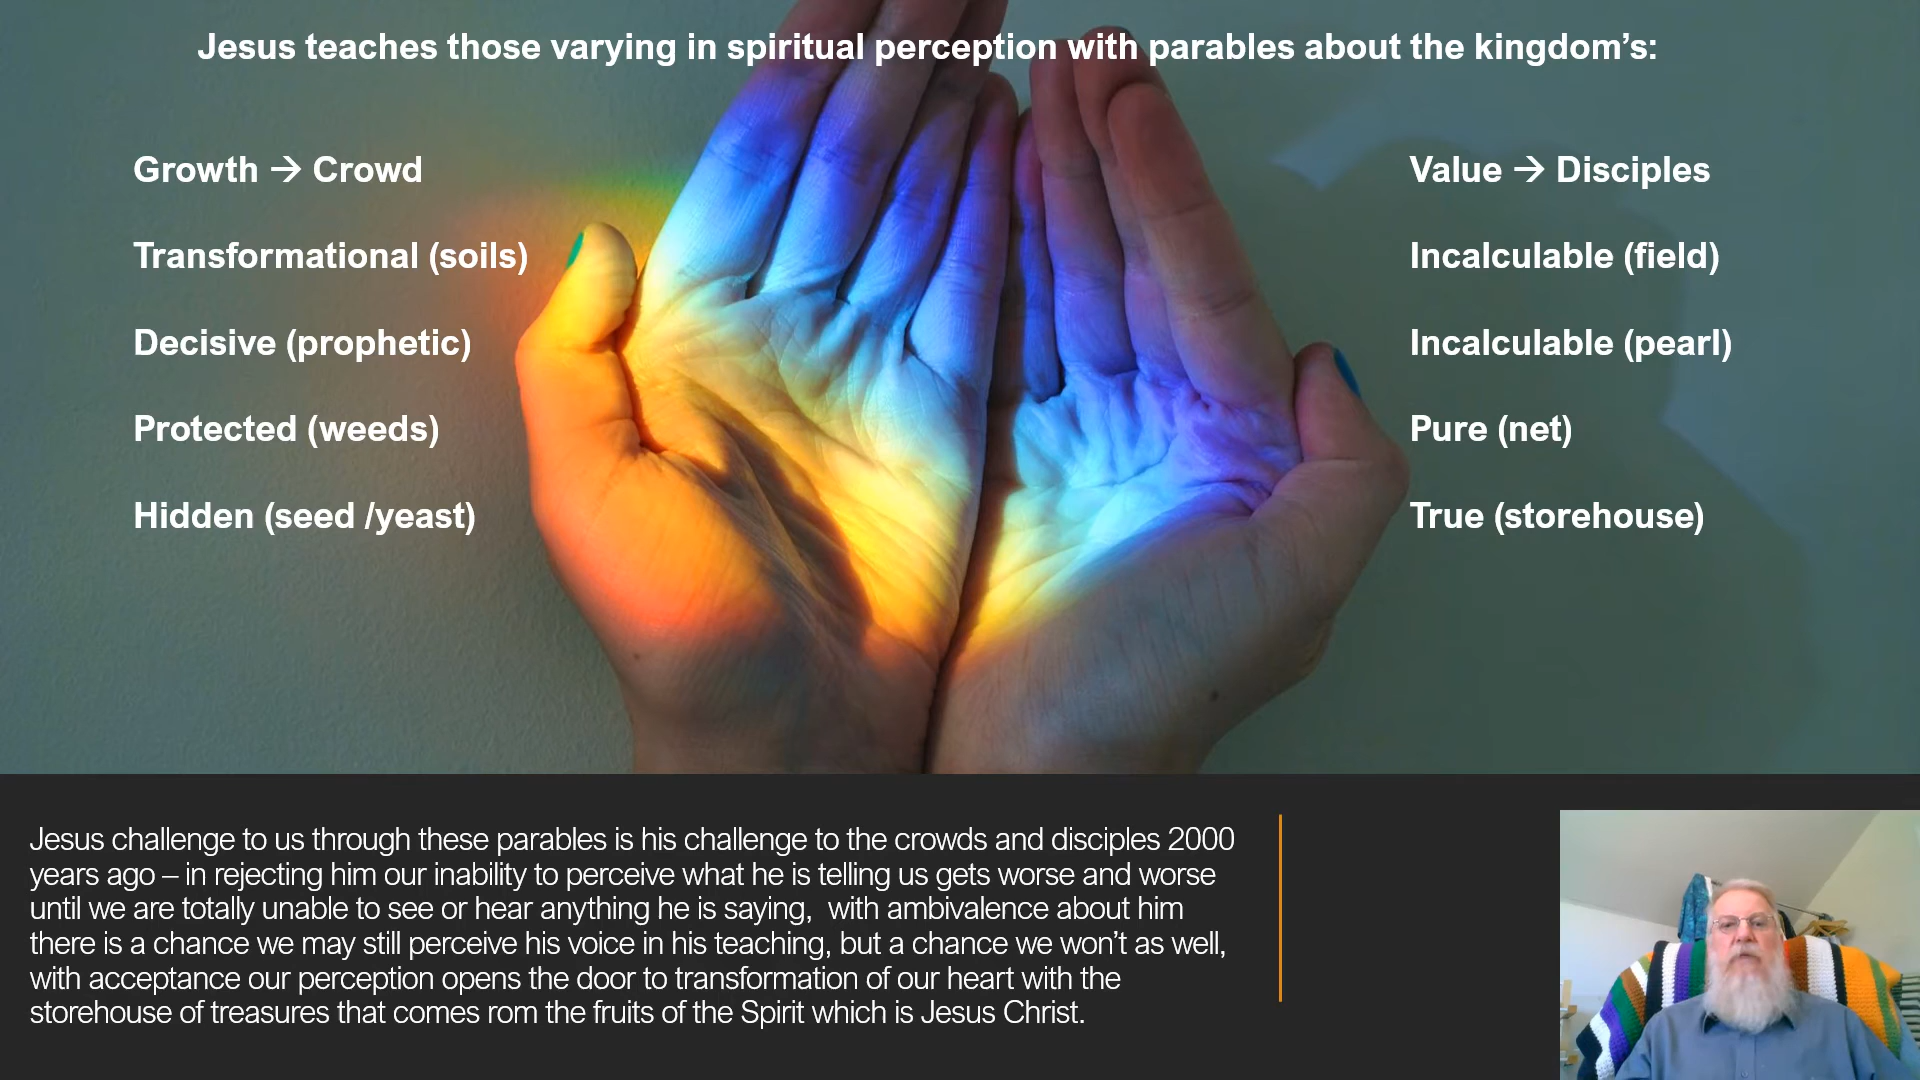 Jesus teaches those varying in spiritual perception with parables about the kingdom’s:
Growth → Crowd
Transformational (soils)
Decisive (prophetic)
Protected (weeds)
Hidden (seed /yeast)
Value → Disciples
Incalculable (field)
Incalculable (pearl)
Pure (net)
True (storehouse)
Jesus challenge to us through these parables is his challenge to the crowds and disciples 2000
years ago – in rejecting him our inability to perceive what he is telling us gets worse and worse
until we are totally unable to see or hear anything he is saying,  with ambivalence about him
there is a chance we may still perceive his voice in his teaching, but a chance we won’t as well,
with acceptance our perception opens the door to transformation of our heart with the
storehouse of treasures that comes rom the fruits of the Spirit which is Jesus Christ.